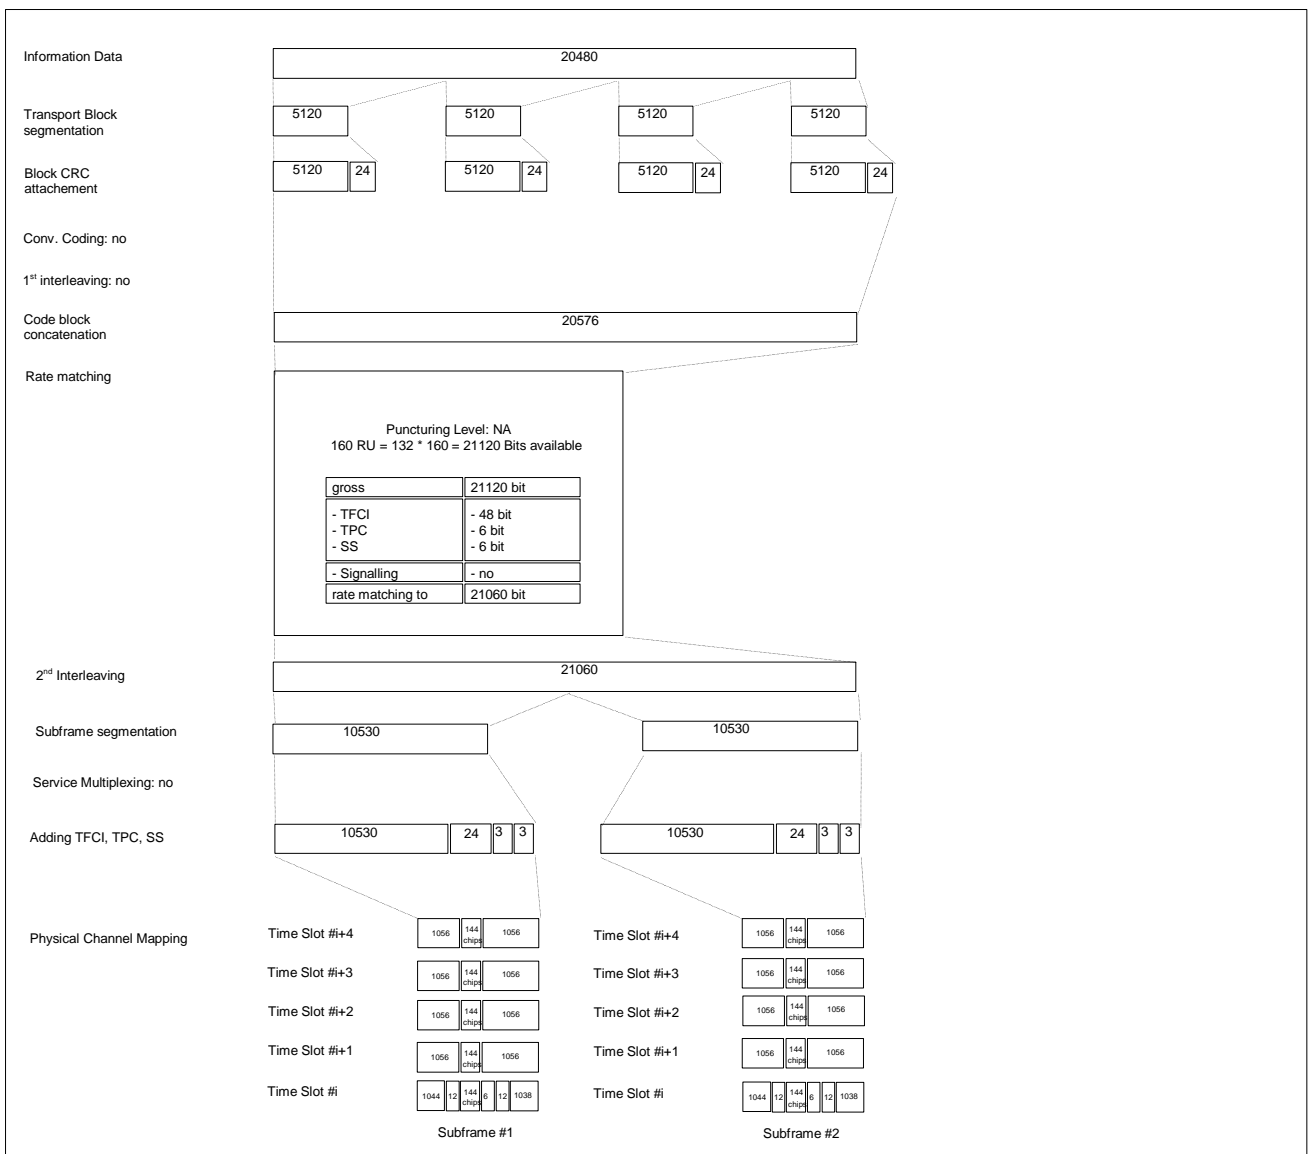 Information Data
20480
Transport Block
segmentation
5120
5120
5120
5120
Block CRC
attachement
5120 24
5120 24
5120 24
5120 24
Conv. Coding: no
1st interleaving: no
Code block
concatenation
20576
Rate matching
Puncturing Level: NA
160 RU = 132 * 160 = 21120 Bits available
gross 21120 bit
- TFCI - 48 bit
- TPC - 6 bit
- SS - 6 bit
- Signalling - no
rate matching to 21060 bit
2nd Interleaving
21060
Subframe segmentation
10530
10530
Service Multiplexing: no
Adding TFCI, TPC, SS
10530 24 3 3
10530 24 3 3
Physical Channel Mapping
Time Slot #i+4 1056 144 chips 1056
Time Slot #i+4 1056 144 chips 1056
Time Slot #i+3 1056 144 chips 1056
Time Slot #i+3 1056 144 chips 1056
Time Slot #i+2 1056 144 chips 1056
Time Slot #i+2 1056 144 chips 1056
Time Slot #i+1 1056 144 chips 1056
Time Slot #i+1 1056 144 chips 1056
Time Slot #i 1044 12 144 chips 6 12 1038
Time Slot #i 1044 12 144 chips 6 12 1038
Subframe #1
Subframe #2